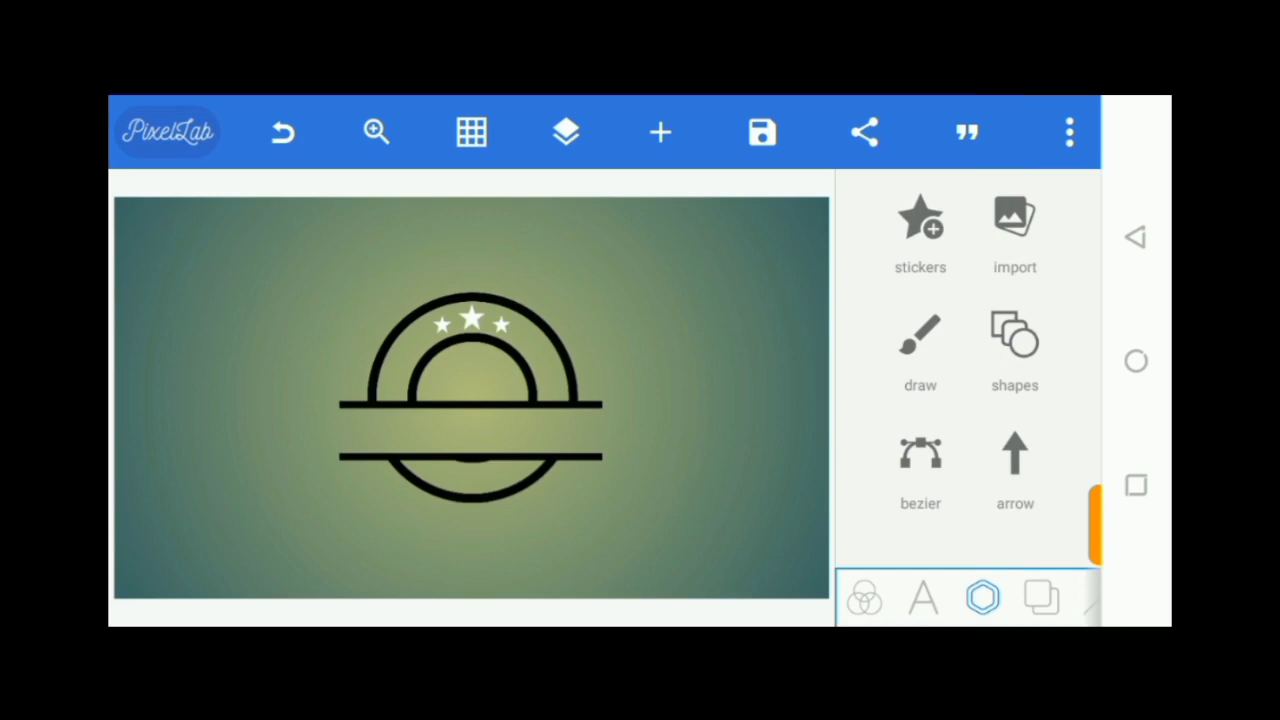 PixelLab
stickers
import
draw
shapes
bezier
arrow